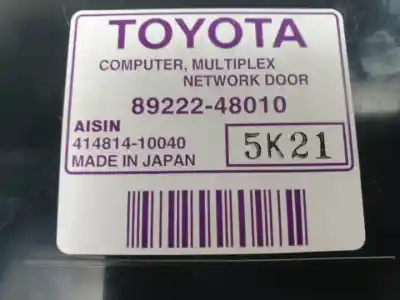 TOYOTA
COMPUTER, MULTIPLEX
NETWORK DOOR
89222-48010
AISIN
414814-10040
MADE IN JAPAN
5K21